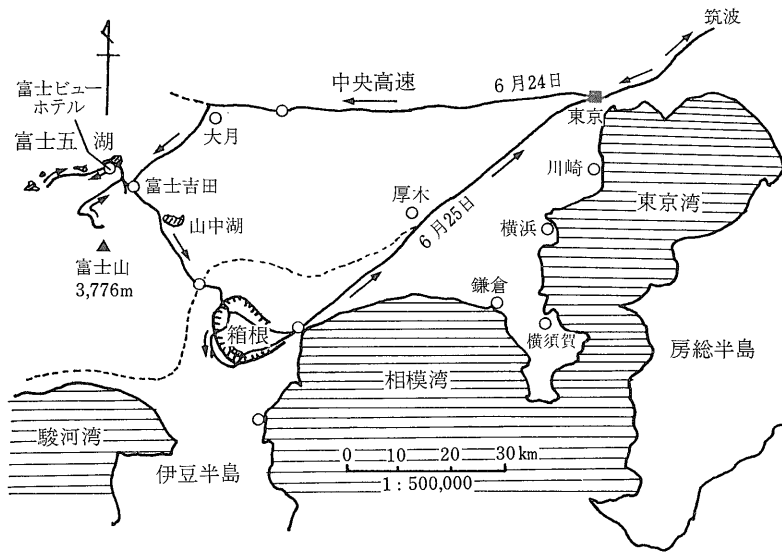 筑波
中央高速
6月24日
東京
富士ビュー
ホテル
富士五湖
大月
川崎
富士吉田
厚木
東京湾
山中湖
6月25日
横浜
富士山
3,776m
鎌倉
箱根
横須賀
房総半島
相模湾
駿河湾
伊豆半島
0 10 20 30km
1:500,000